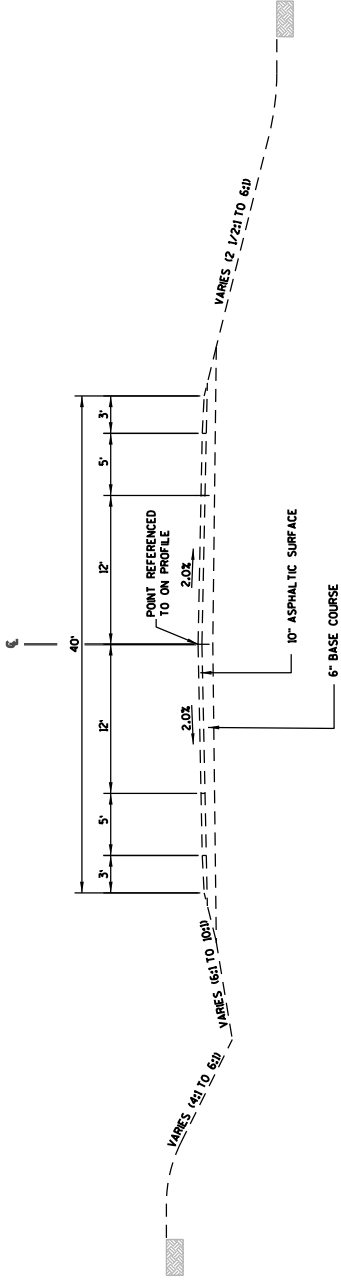 ℄
40'
3'
5'
12'
12'
5'
3'
POINT REFERENCED
TO ON PROFILE
2.0%
2.0%
VARIES (4:1 TO 6:1)
VARIES (6:1 TO 10:1)
VARIES (2 1/2:1 TO 6:1)
10" ASPHALTIC SURFACE
6" BASE COURSE